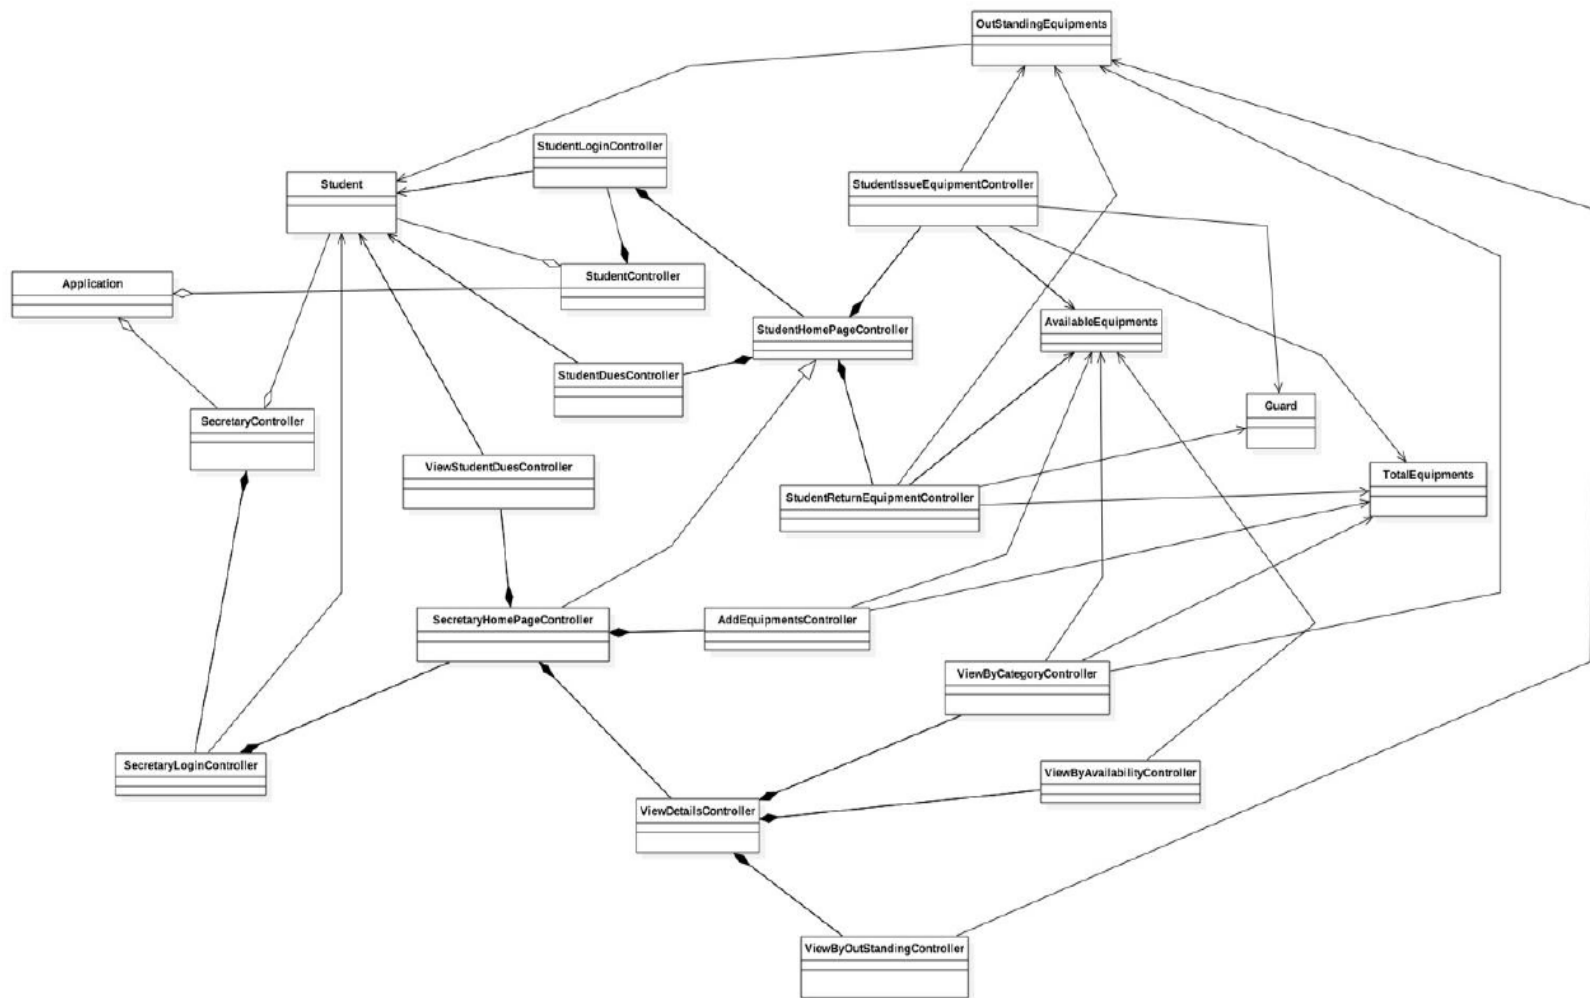 OutStandingEquipments
StudentLoginController
Student
StudentIssueEquipmentController
Application
StudentController
StudentHomePageController
AvailableEquipments
StudentDuesController
Guard
SecretaryController
ViewStudentDuesController
TotalEquipments
StudentReturnEquipmentController
SecretaryHomePageController
AddEquipmentsController
ViewByCategoryController
SecretaryLoginController
ViewByAvailabilityController
ViewDetailsController
ViewByOutStandingController